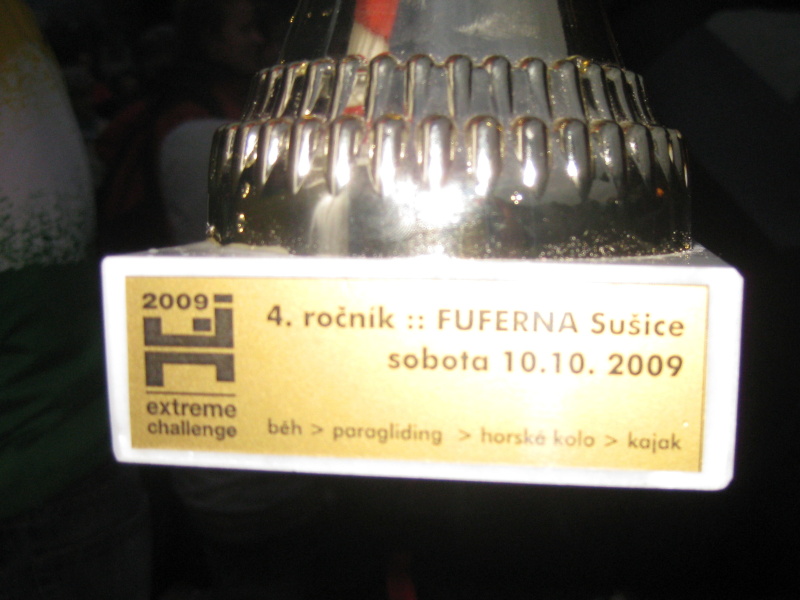 2009
extreme
challenge
4. ročník :: FUFERNA Sušice
sobota 10.10. 2009
běh > paragliding > horské kolo > kajak